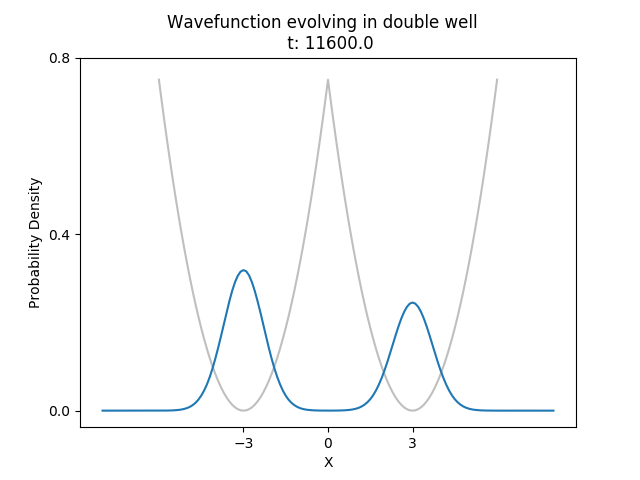 Wavefunction evolving in double well
t: 11600.0
0.8
0.4
0.0
Probability Density
−3 0 3
X